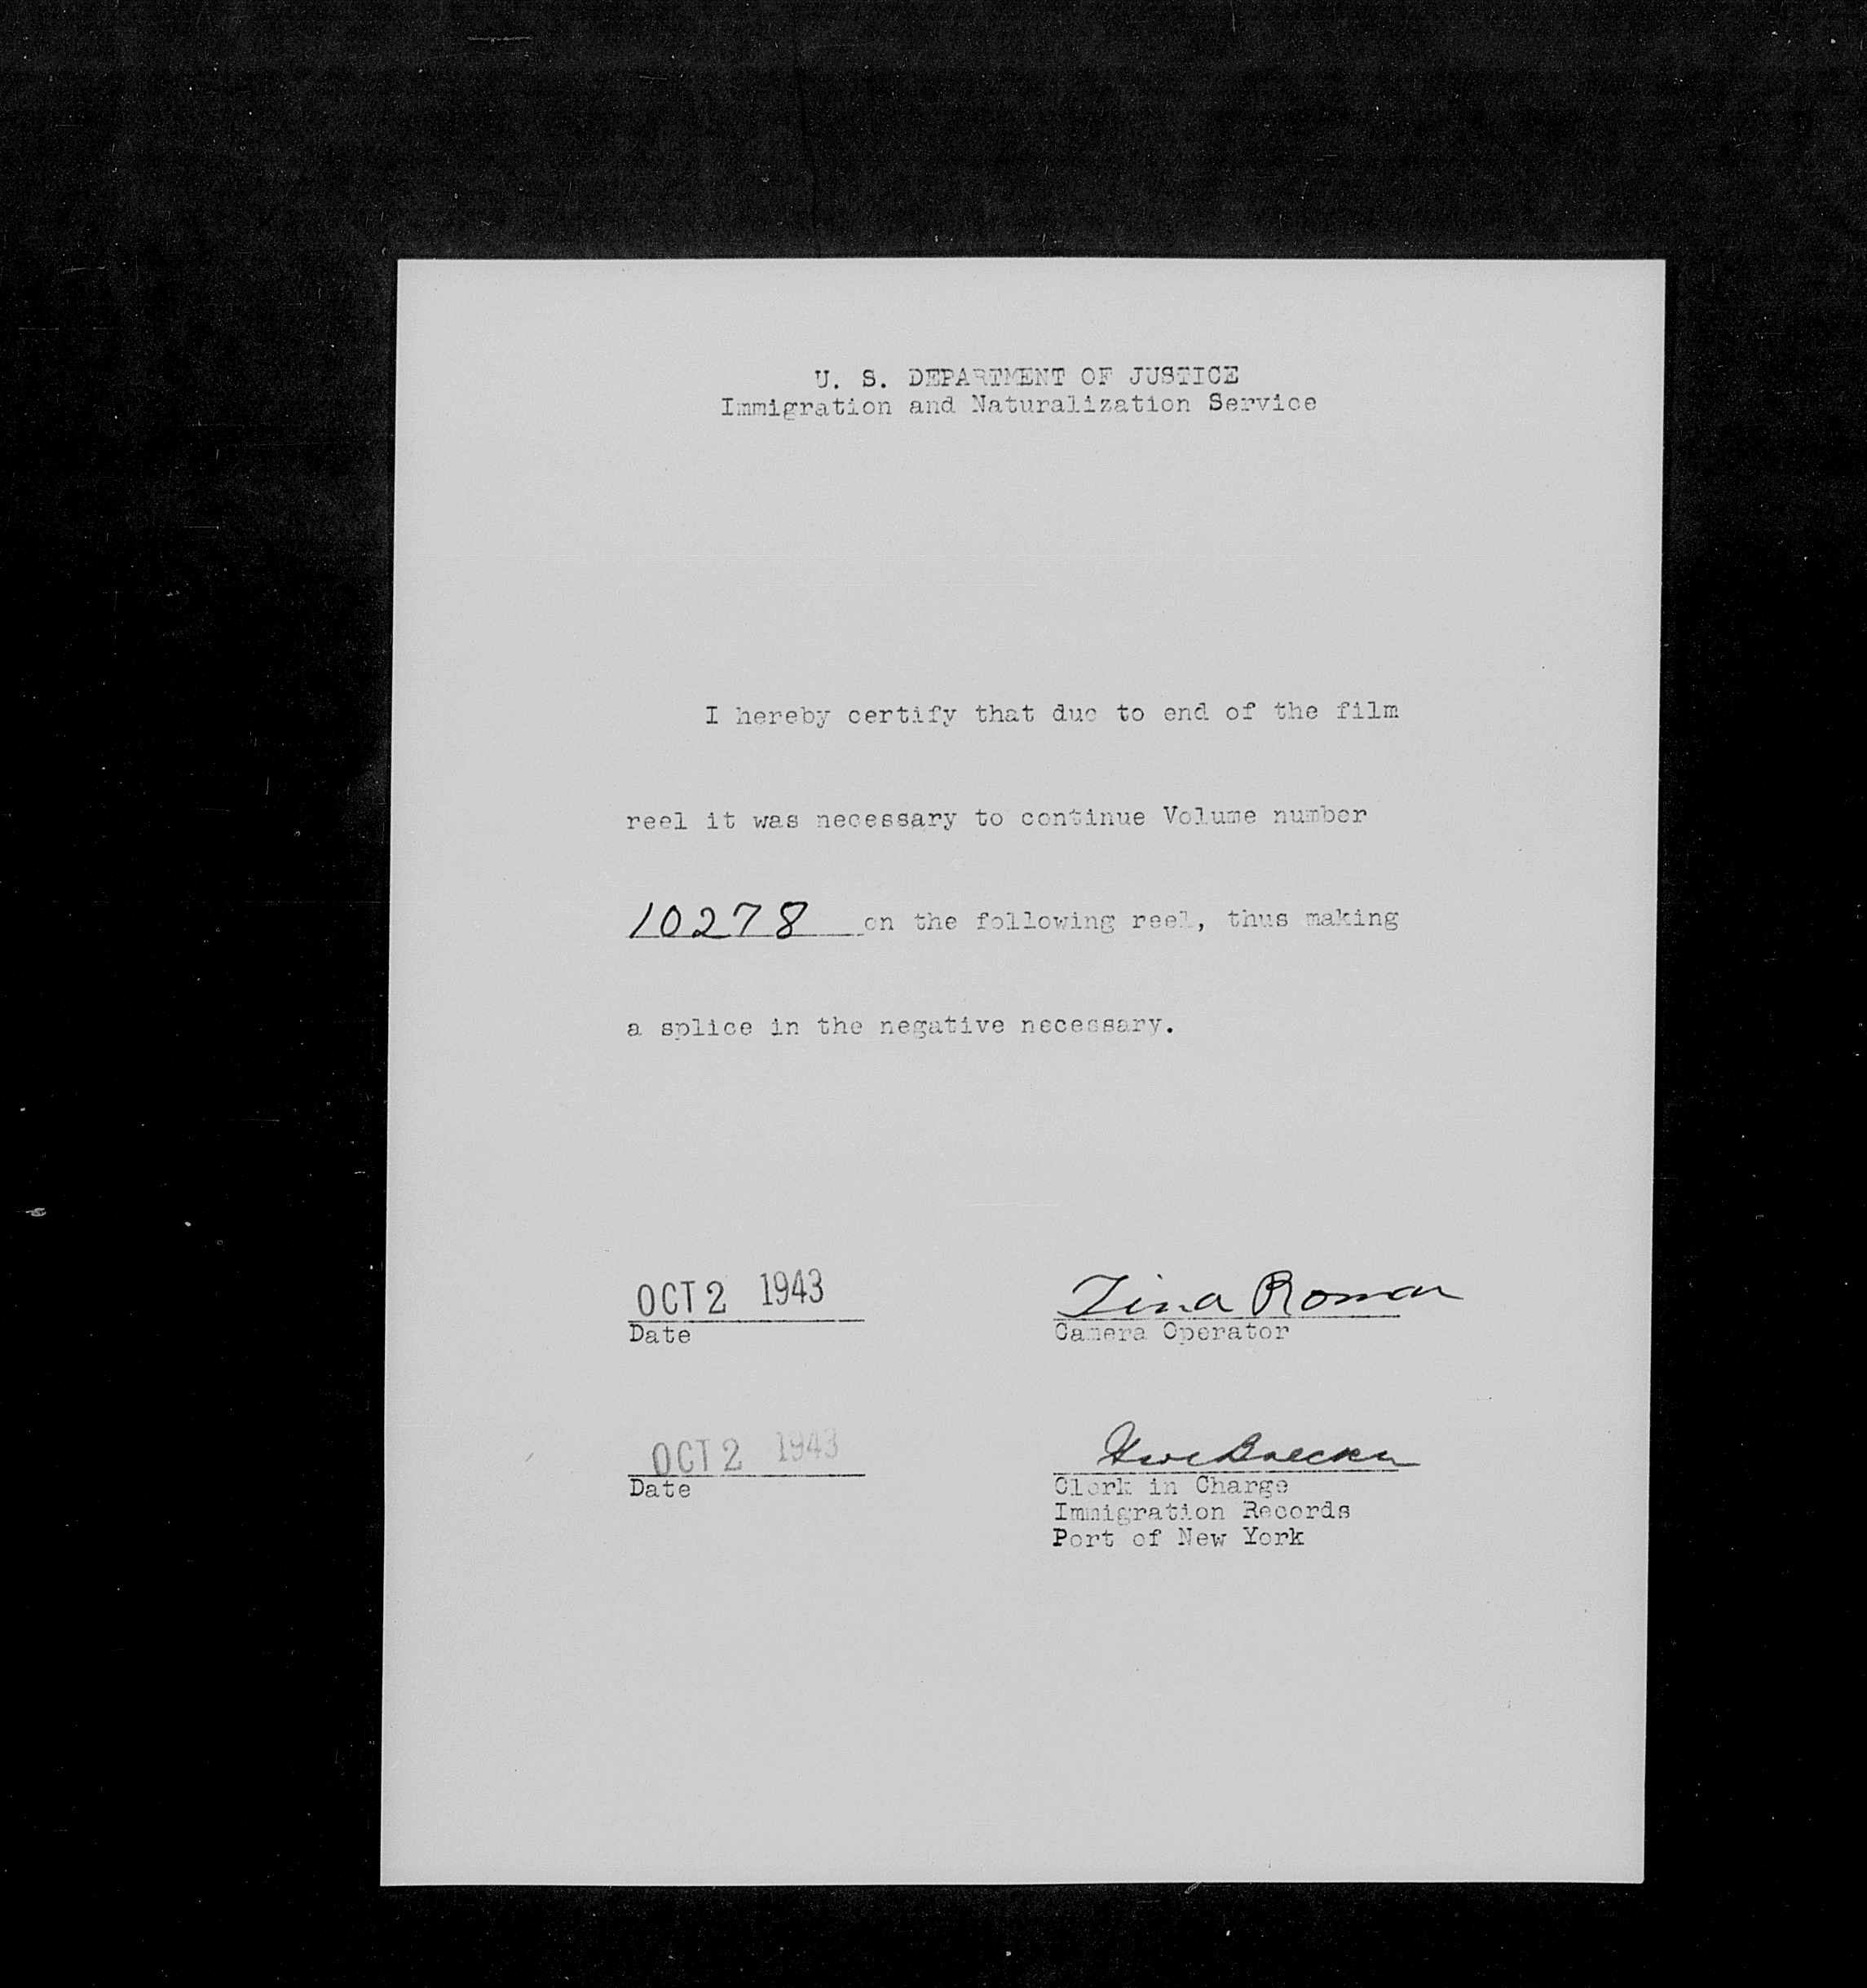 U. S. DEPARTMENT OF JUSTICE
Immigration and Naturalization Service
I hereby certify that due to end of the film
reel it was necessary to continue Volume number
10278 on the following reel, thus making
a splice in the negative necessary.
OCT 2 1943
Tina Roman
Date
Camera Operator
OCT 2 1943
Date
Clerk in Charge
Immigration Records
Port of New York